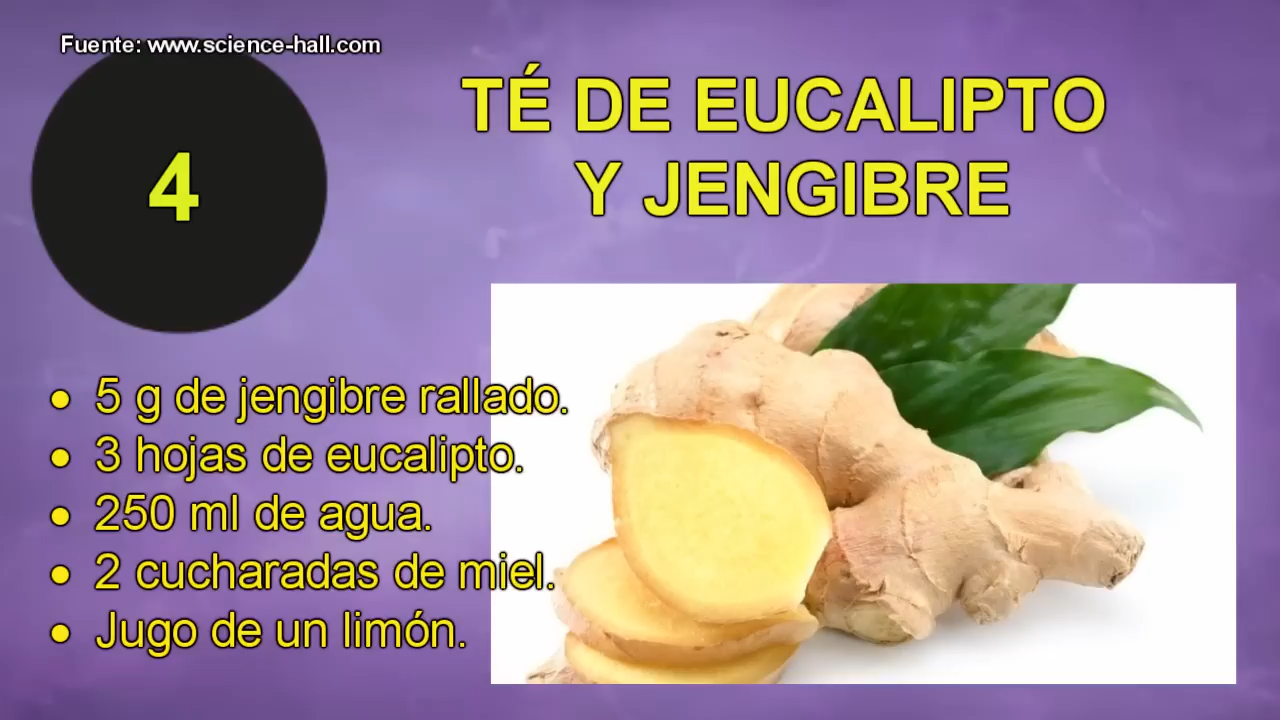 Fuente: www.science-hall.com
4
TÉ DE EUCALIPTO
Y JENGIBRE
• 5 g de jengibre rallado.
• 3 hojas de eucalipto.
• 250 ml de agua.
• 2 cucharadas de miel.
• Jugo de un limón.